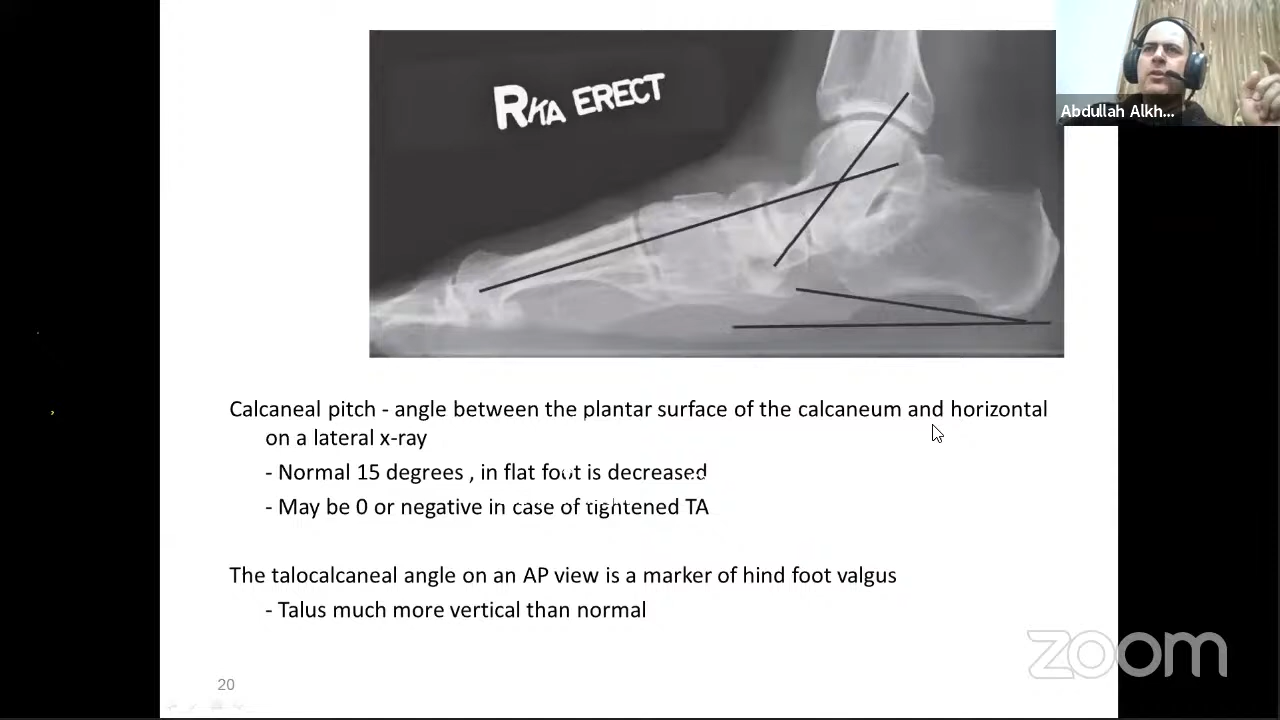 RKA ERECT
Abdullah Alkh...
Calcaneal pitch - angle between the plantar surface of the calcaneum and horizontal
on a lateral x-ray
- Normal 15 degrees , in flat foot is decreased
- May be 0 or negative in case of tightened TA
The talocalcaneal angle on an AP view is a marker of hind foot valgus
- Talus much more vertical than normal
zoom
20